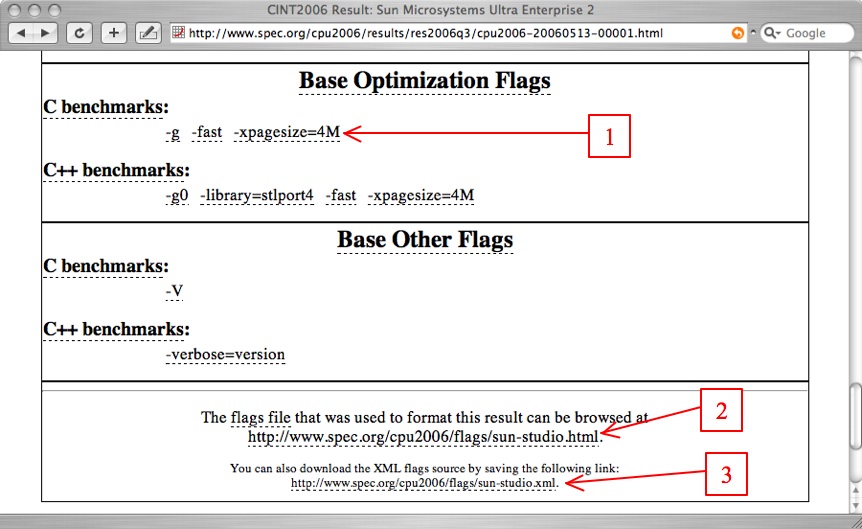 CINT2006 Result: Sun Microsystems Ultra Enterprise 2
http://www.spec.org/cpu2006/results/res2006q3/cpu2006-20060513-00001.html
Google
Base Optimization Flags
C benchmarks:
-g -fast -xpagesize=4M
1
C++ benchmarks:
-g0 -library=stlport4 -fast -xpagesize=4M
Base Other Flags
C benchmarks:
-V
C++ benchmarks:
-verbose=version
The flags file that was used to format this result can be browsed at
2
http://www.spec.org/cpu2006/flags/sun-studio.html.
You can also download the XML flags source by saving the following link:
3
http://www.spec.org/cpu2006/flags/sun-studio.xml.